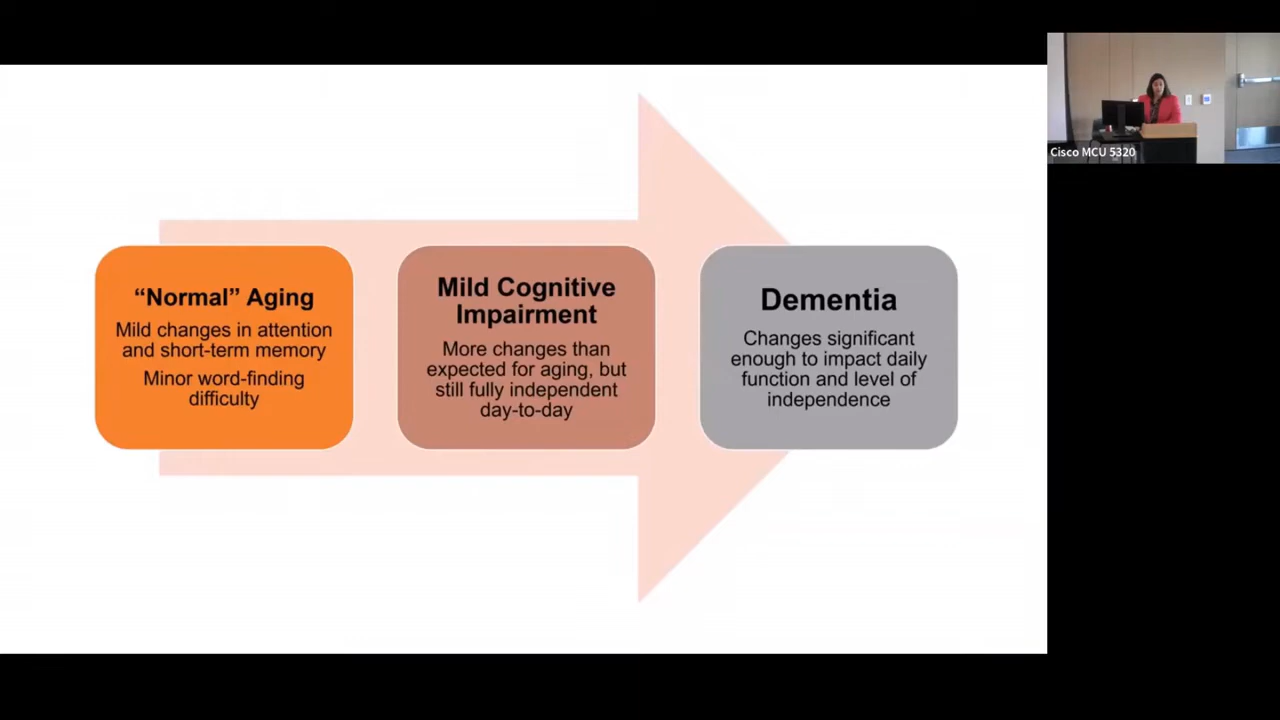 “Normal” Aging
Mild changes in attention
and short-term memory
Minor word-finding
difficulty
Mild Cognitive
Impairment
More changes than
expected for aging, but
still fully independent
day-to-day
Dementia
Changes significant
enough to impact daily
function and level of
independence
Cisco MCU 5320